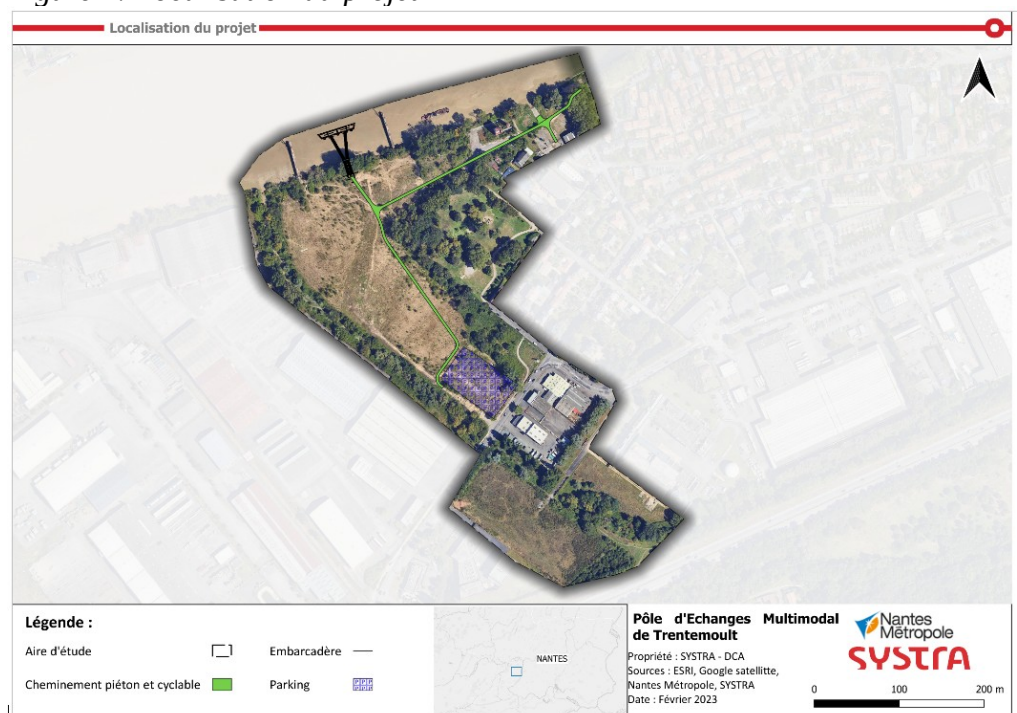 Localisation du projet
Légende :
Aire d'étude
Embarcadère
Cheminement piéton et cyclable
Parking
NANTES
Pôle d'Echanges Multimodal
de Trentemoult
Propriété : SYSTRA - DCA
Sources : ESRI, Google satellitte,
Nantes Métropole, SYSTRA
Date : Février 2023
Nantes
Métropole
SYSTRA
0 100 200 m